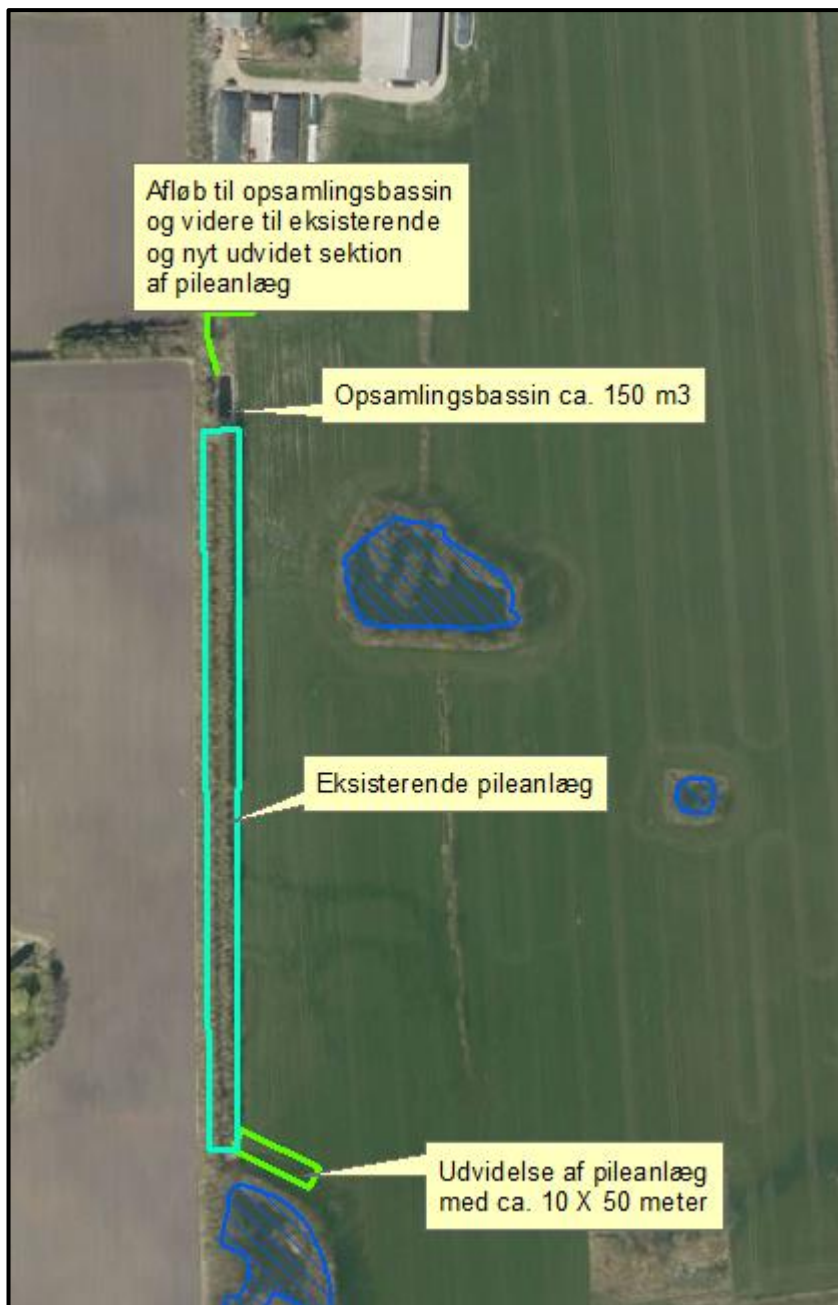 Afløb til opsamlingsbassin
og videre til eksisterende
og nyt udvidet sektion
af pileanlæg
Opsamlingsbassin ca. 150 m3
Eksisterende pileanlæg
Udvidelse af pileanlæg
med ca. 10 X 50 meter